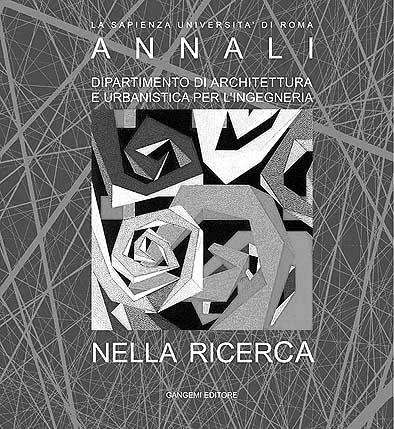 LA SAPIENZA UNIVERSITA' DI ROMA
ANNALI
DIPARTIMENTO DI ARCHITETTURA
E URBANISTICA PER L'INGEGNERIA
NELLA RICERCA
GANGEMI EDITORE